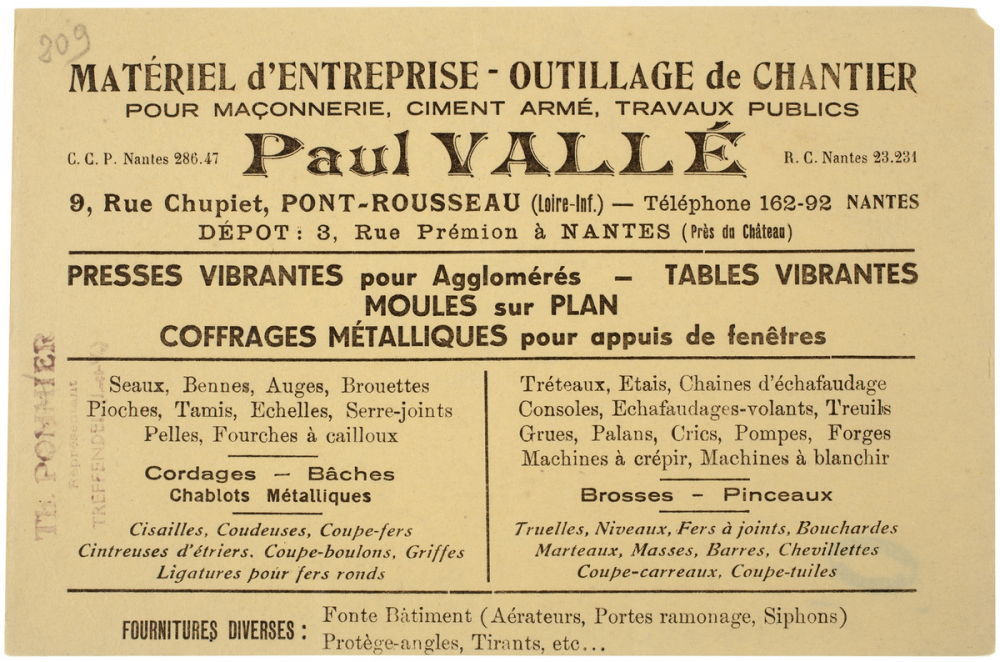 209
MATÉRIEL d'ENTREPRISE - OUTILLAGE de CHANTIER
POUR MAÇONNERIE, CIMENT ARMÉ, TRAVAUX PUBLICS
C. C. P. Nantes 286.47 Paul VALLÉ R. C. Nantes 23.231
9, Rue Chupiet, PONT-ROUSSEAU (Loire-Inf.) — Téléphone 162-92 NANTES
DÉPOT : 3, Rue Prémion à NANTES (Près du Château)
PRESSES VIBRANTES pour Agglomérés — TABLES VIBRANTES
MOULES sur PLAN
COFFRAGES MÉTALLIQUES pour appuis de fenêtres
Seaux, Bennes, Auges, Brouettes
Pioches, Tamis, Echelles, Serre-joints
Pelles, Fourches à cailloux
Cordages — Bâches
Chablots Métalliques
Cisailles, Coudeuses, Coupe-fers
Cintreuses d'étriers. Coupe-boulons, Griffes
Ligatures pour fers ronds
Tréteaux, Etais, Chaines d'échafaudage
Consoles, Echafaudages-volants, Treuils
Grues, Palans, Crics, Pompes, Forges
Machines à crépir, Machines à blanchir
Brosses — Pinceaux
Truelles, Niveaux, Fers à joints, Bouchardes
Marteaux, Masses, Barres, Chevillettes
Coupe-carreaux, Coupe-tuiles
FOURNITURES DIVERSES : Fonte Bâtiment (Aérateurs, Portes ramonage, Siphons)
Protège-angles, Tirants, etc...
TH. POMMIER
Représentant